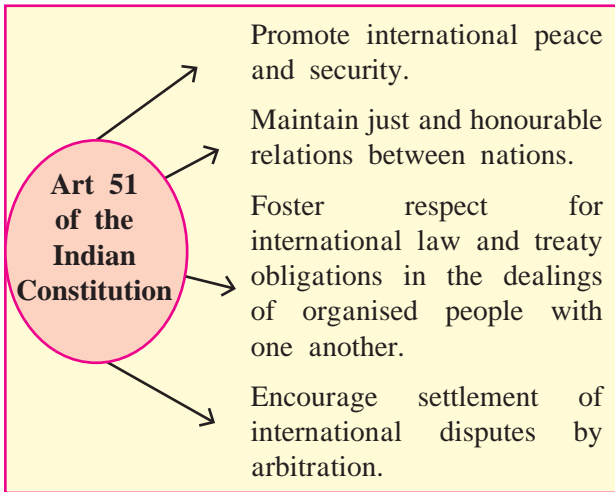 Art 51
of the
Indian
Constitution
Promote international peace
and security.
Maintain just and honourable
relations between nations.
Foster respect for
international law and treaty
obligations in the dealings
of organised people with
one another.
Encourage settlement of
international disputes by
arbitration.